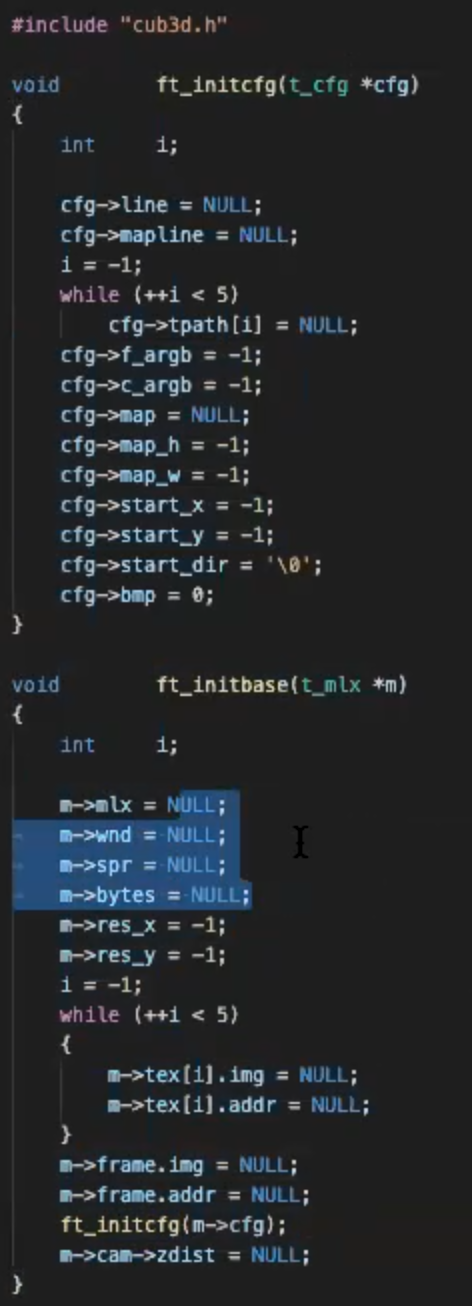 #include "cub3d.h"

void		ft_initcfg(t_cfg *cfg)
{
	int		i;

	cfg->line = NULL;
	cfg->mapline = NULL;
	i = -1;
	while (++i < 5)
		cfg->tpath[i] = NULL;
	cfg->f_argb = -1;
	cfg->c_argb = -1;
	cfg->map = NULL;
	cfg->map_h = -1;
	cfg->map_w = -1;
	cfg->start_x = -1;
	cfg->start_y = -1;
	cfg->start_dir = '\0';
	cfg->bmp = 0;
}

void		ft_initbase(t_mlx *m)
{
	int		i;

	m->mlx = NULL;
	m->wnd = NULL;
	m->spr = NULL;
	m->bytes = NULL;
	m->res_x = -1;
	m->res_y = -1;
	i = -1;
	while (++i < 5)
	{
		m->tex[i].img = NULL;
		m->tex[i].addr = NULL;
	}
	m->frame.img = NULL;
	m->frame.addr = NULL;
	ft_initcfg(m->cfg);
	m->cam->zdist = NULL;
}